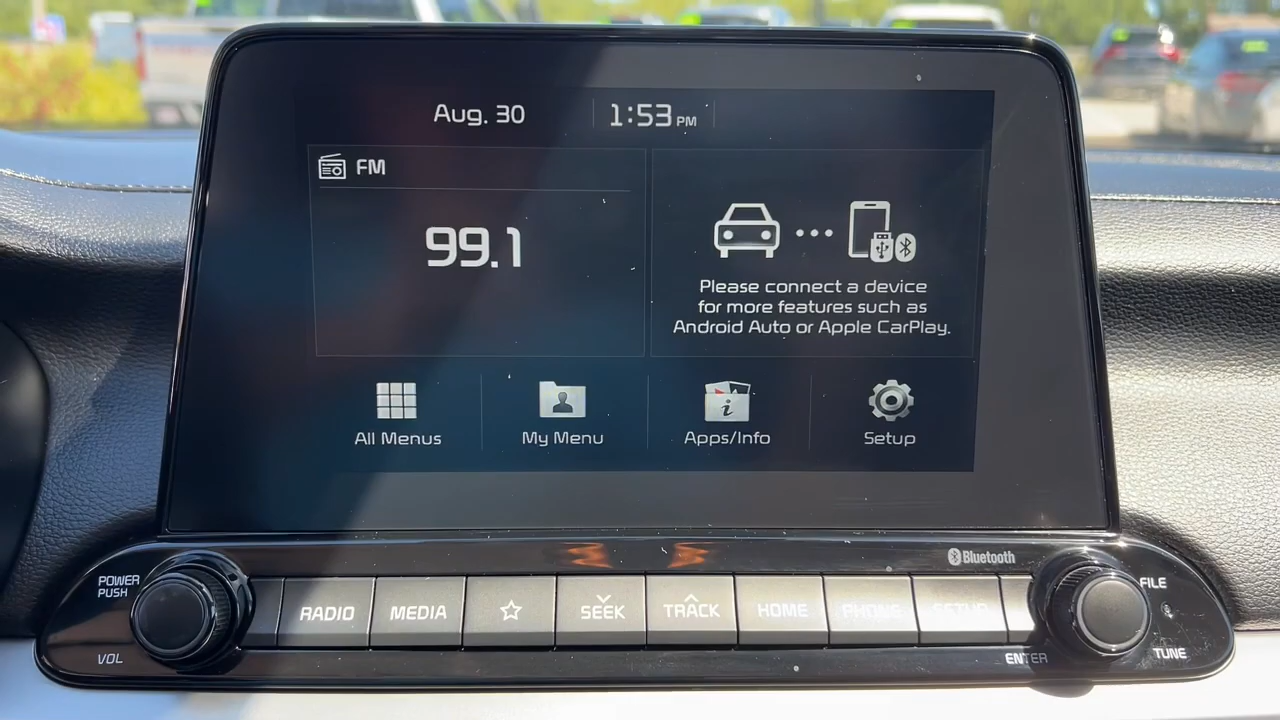 Aug. 30
1:53 PM
FM
99.1
Please connect a device
for more features such as
Android Auto or Apple CarPlay.
All Menus
My Menu
Apps/Info
Setup
Bluetooth
POWER
PUSH
VOL
RADIO
MEDIA
SEEK
TRACK
HOME
PHONE
SETUP
FILE
TUNE
ENTER